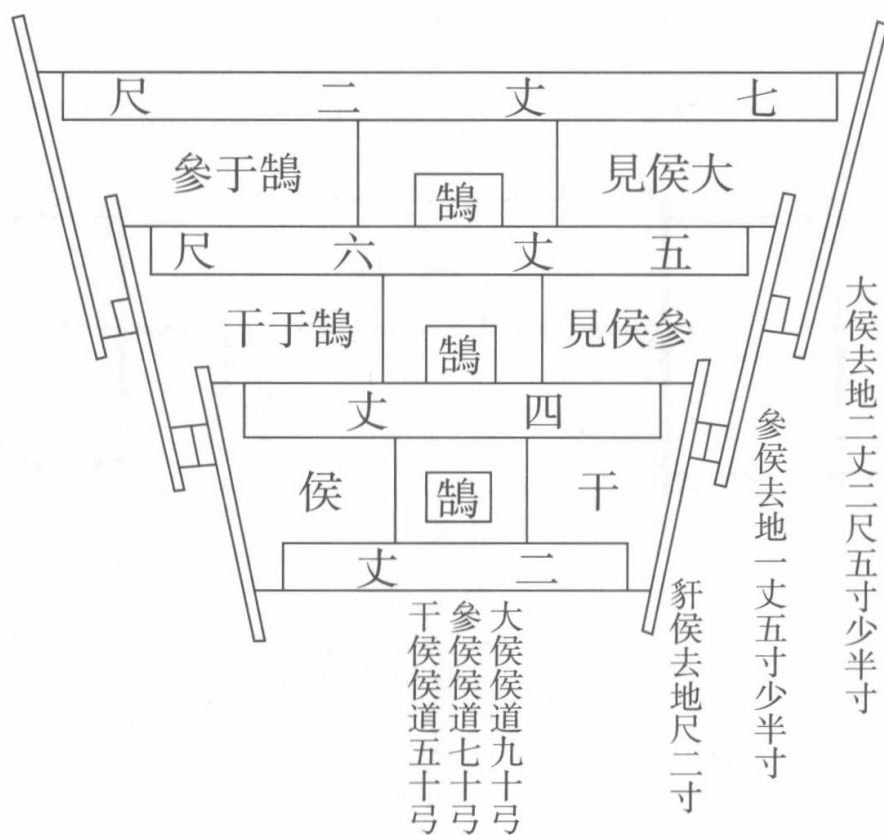 七丈二尺
大侯見鵠于參
鵠
五丈六尺
參侯見鵠于干
鵠
四丈
干侯
鵠
二丈
大侯去地二丈二尺五寸少半寸
參侯去地一丈五寸少半寸
豻侯去地尺二寸
大侯侯道九十弓
參侯侯道七十弓
干侯侯道五十弓